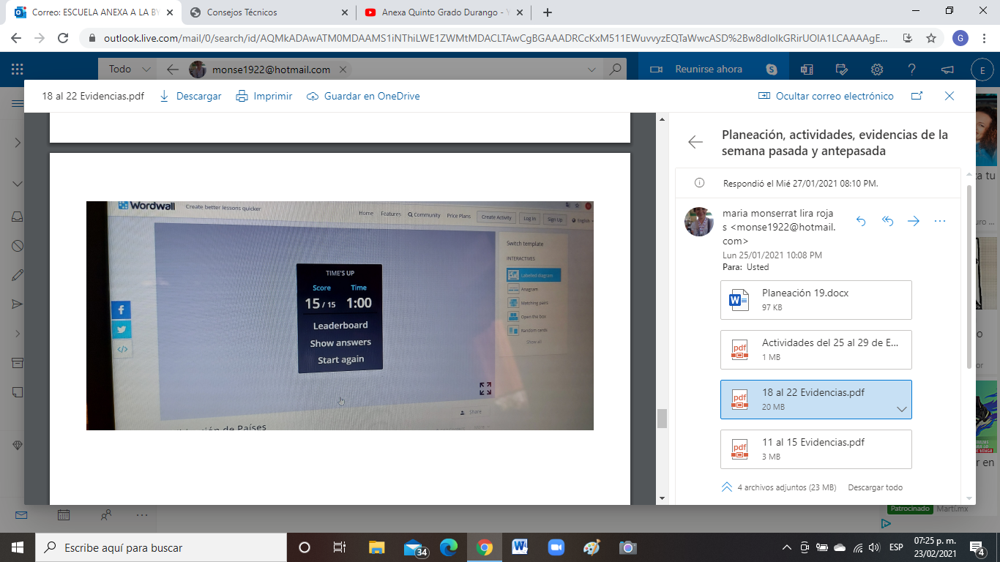 Correo: ESCUELA ANEXA A LA BY
Consejos Técnicos
Anexa Quinto Grado Durango - Y
outlook.live.com/mail/0/search/id/AQMkADAwATM0MDAAMS1iNThiLWE1ZWMtMDACLTAwCgBGAAADRCcKxM511EWuvvyzEQTaWwcASD%2Bw8dIolkGRirUOIA1LCAAAAgE...
G
Todo
monse1922@hotmail.com
Reunirse ahora
E
18 al 22 Evidencias.pdf
Descargar
Imprimir
Guardar en OneDrive
Ocultar correo electrónico
Wordwall
Create better lessons quicker
Home
Features
Community
Price Plans
Create Activity
Log In
Sign Up
English
TIME'S UP
Score
Time
15 / 15
1:00
Leaderboard
Show answers
Start again
Switch template
INTERACTIVES
Labelled diagram
Anagram
Matching pairs
Open the box
Random cards
Show all
Share
de Países
Planeación, actividades, evidencias de la
semana pasada y antepasada
Respondió el Mié 27/01/2021 08:10 PM.
maria monserrat lira roja
s <monse1922@hotmail.
com>
Lun 25/01/2021 10:08 PM
Para: Usted
Planeación 19.docx
97 KB
Actividades del 25 al 29 de E...
1 MB
18 al 22 Evidencias.pdf
20 MB
11 al 15 Evidencias.pdf
3 MB
4 archivos adjuntos (23 MB)
Descargar todo
Patrocinado
Martí.mx
Escribe aquí para buscar
34
ESP
07:25 p. m.
23/02/2021
4